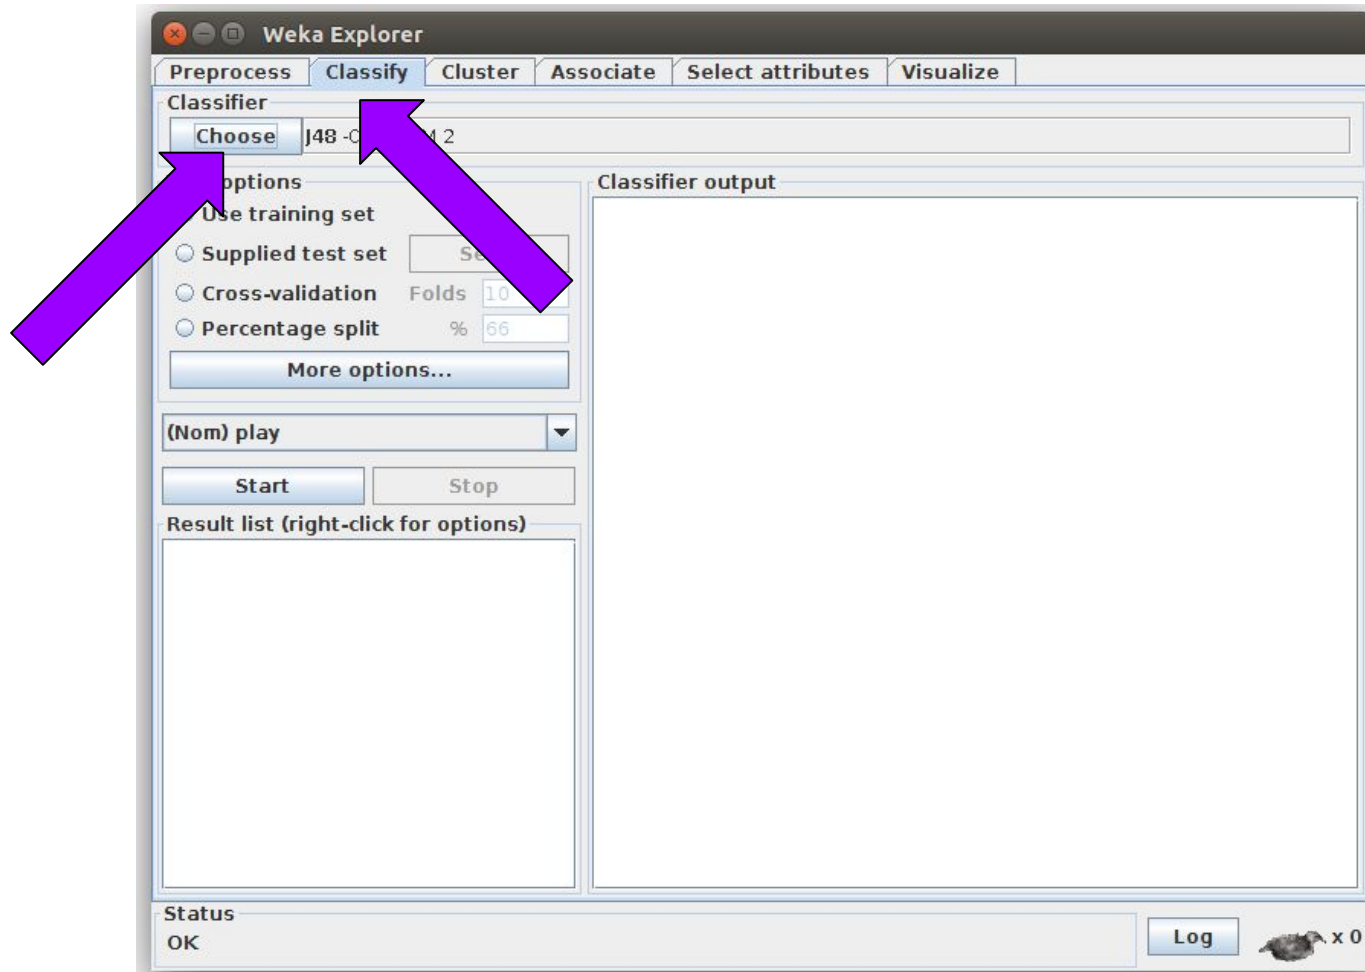 Weka Explorer
Preprocess Classify Cluster Associate Select attributes Visualize
Classifier
Choose J48 2
options
Use training set
Supplied test set
Cross-validation Folds 10
Percentage split % 66
More options...
(Nom) play
Start Stop
Result list (right-click for options)
Classifier output
Status
OK
Log x 0